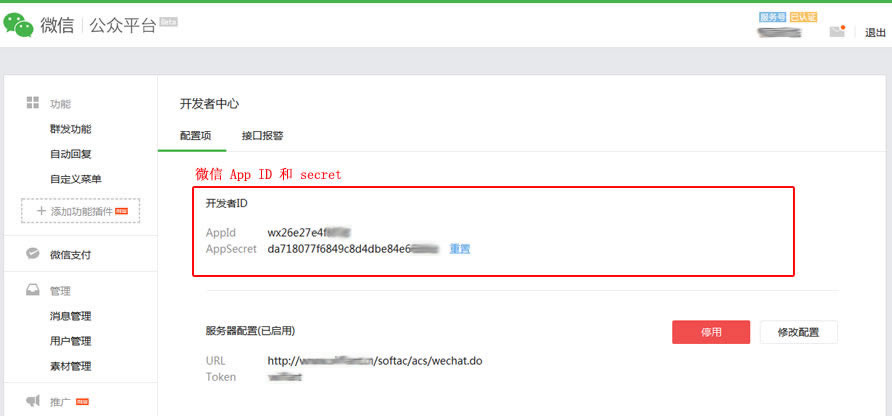 微信 公众平台 Beta
服务号 已认证
退出
功能
群发功能
自动回复
自定义菜单
添加功能插件 NEW
微信支付
管理
消息管理
用户管理
素材管理
推广 NEW
开发者中心
配置项 接口报警
微信 App ID 和 secret
开发者ID
AppId wx26e27e4f
AppSecret da718077f6849c8d4dbe84e6 重置
服务器配置(已启用)
停用 修改配置
URL http:// /softac/acs/wechat.do
Token